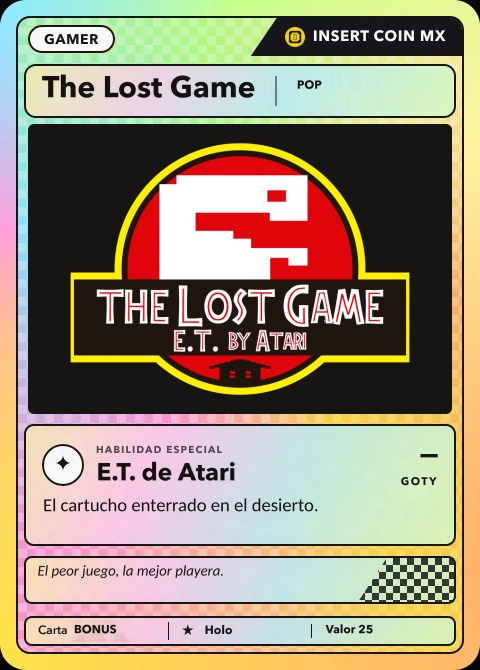 GAMER
INSERT COIN MX
The Lost Game
POP
THE LOST GAME
E.T. BY ATARI
HABILIDAD ESPECIAL
E.T. de Atari
–
GOTY
El cartucho enterrado en el desierto.
El peor juego, la mejor playera.
Carta BONUS
★ Holo
Valor 25